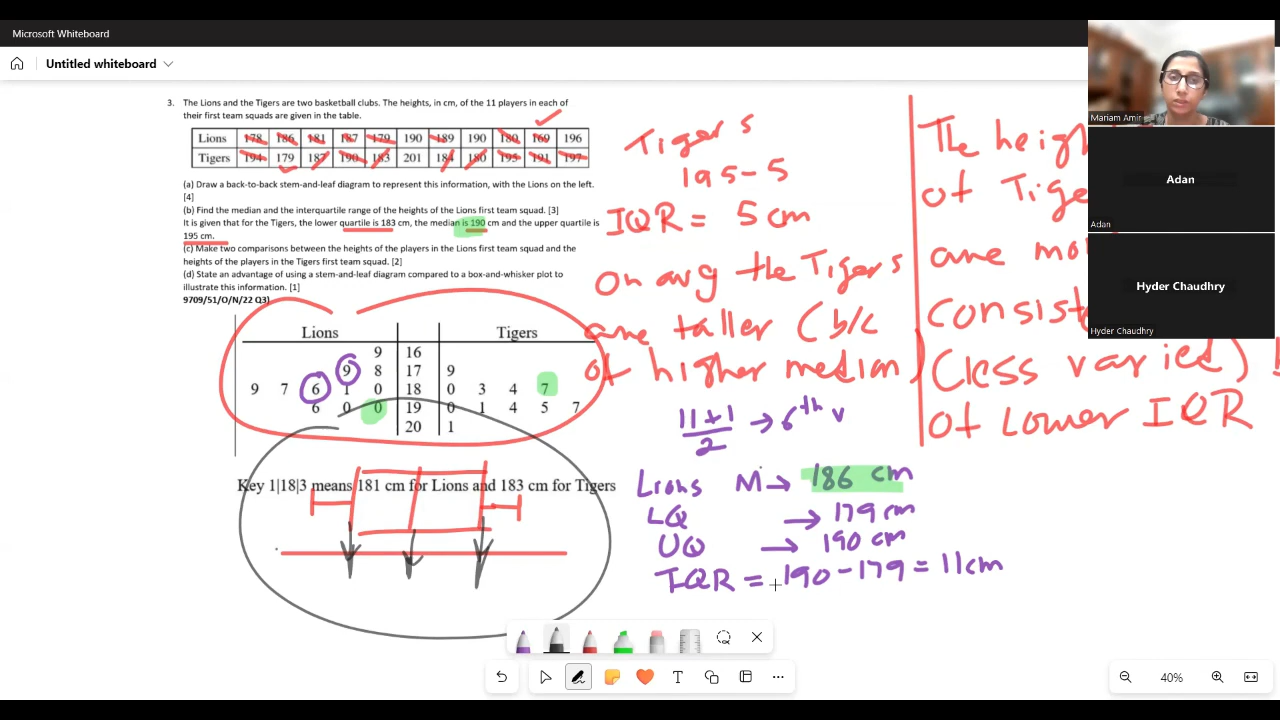 Microsoft Whiteboard
Untitled whiteboard
3. The Lions and the Tigers are two basketball clubs. The heights, in cm, of the 11 players in each of
their first team squads are given in the table.
Lions 178 186 181 187 179 190 189 190 180 169 196
Tigers 194 179 187 190 183 201 184 180 195 191 197
(a) Draw a back-to-back stem-and-leaf diagram to represent this information, with the Lions on the left.
[4]
(b) Find the median and the interquartile range of the heights of the Lions first team squad. [3]
It is given that for the Tigers, the lower quartile is 183 cm, the median is 190 cm and the upper quartile is
195 cm.
(c) Make two comparisons between the heights of the players in the Lions first team squad and the
heights of the players in the Tigers first team squad. [2]
(d) State an advantage of using a stem-and-leaf diagram compared to a box-and-whisker plot to
illustrate this information. [1]
9709/51/O/N/22 Q3)
Lions Tigers
9 16
9 8 17 9
9 7 6 1 0 18 0 3 4 7
6 0 0 19 0 1 4 5 7
20 1
Key 1|18|3 means 181 cm for Lions and 183 cm for Tigers
Tigers
195-5
IQR = 5 cm
On avg the Tigers
are taller (b/c
of higher median)
11+1
2
→ 6th v
Lions M → 186 cm
LQ → 179 cm
UQ → 190 cm
IQR = 190 - 179 = 11cm
The heigh
of Tiger
are mo
consist
(less varied)
of Lower IQR
Mariam Amir
Adan
Adan
Hyder Chaudhry
Hyder Chaudhry
40%